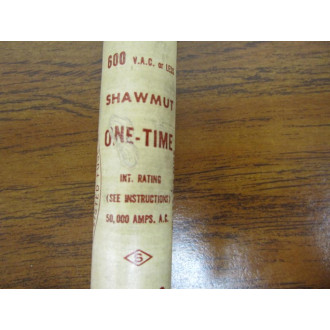 600 V.A.C. or LESS
SHAWMUT
ONE-TIME
INT. RATING
(SEE INSTRUCTIONS)
50,000 AMPS. A.C.
S